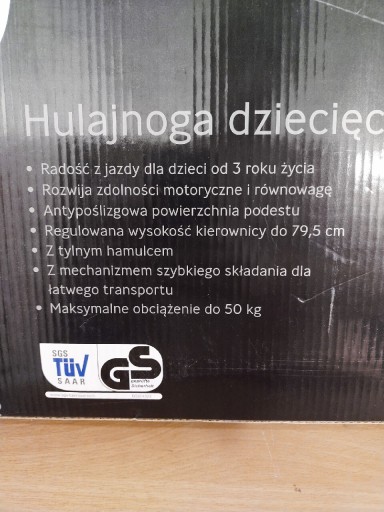 Hulajnoga dziecięc
• Radość z jazdy dla dzieci od 3 roku życia
• Rozwija zdolności motoryczne i równowagę
• Antypoślizgowa powierzchnia podestu
• Regulowana wysokość kierownicy do 79,5 cm
• Z tylnym hamulcem
• Z mechanizmem szybkiego składania dla
łatwego transportu
• Maksymalne obciążenie do 50 kg
SGS
TÜV
SAAR
GS
geprüfte
Sicherheit